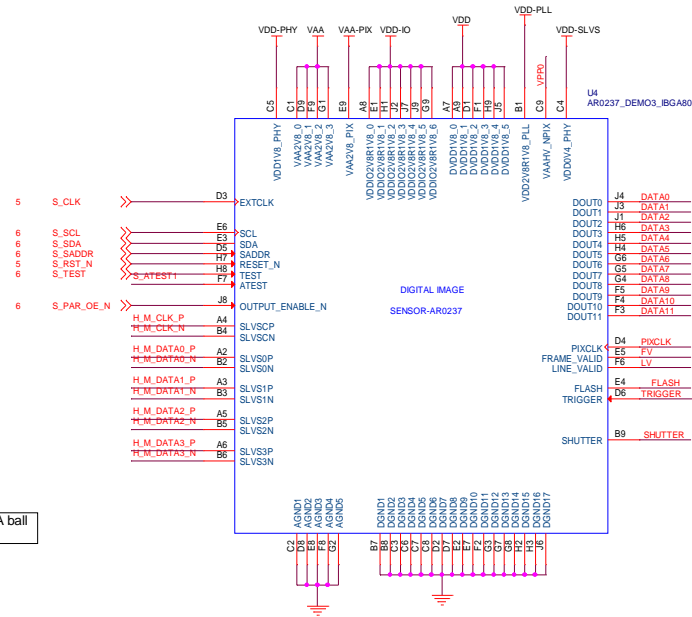 VDD-PLL
VDD
VDD-PHY VAA VAA-PIX VDD-IO VDD-SLVS
VPP0
U4
AR0237_DEMO3_IBGA80
C5 C1 D9 F9 G1 E9 A8 E1 H1 J2 J7 J9 G9 A7 A9 D1 F1 H9 J5 B1 C9 C4
VDD1V8_PHY
VAA2V8_0
VAA2V8_1
VAA2V8_2
VAA2V8_3
VAA2V8_PIX
VDDIO2V8R1V8_0
VDDIO2V8R1V8_1
VDDIO2V8R1V8_2
VDDIO2V8R1V8_3
VDDIO2V8R1V8_4
VDDIO2V8R1V8_5
VDDIO2V8R1V8_6
DVDD1V8_0
DVDD1V8_1
DVDD1V8_2
DVDD1V8_3
DVDD1V8_4
DVDD1V8_5
VDD2V8R1V8_PLL
VAAHV_NPIX
VDD0V4_PHY
5 S_CLK D3 EXTCLK
6 S_SCL E6 SCL
6 S_SDA E3 SDA
6 S_SADDR D5 SADDR
5 S_RST_N H7 RESET_N
6 S_TEST H8 TEST
S_ATEST1 F7 ATEST
6 S_PAR_OE_N J8 OUTPUT_ENABLE_N
H_M_CLK_P A4 SLVSCP
H_M_CLK_N B4 SLVSCN
H_M_DATA0_P A2 SLVS0P
H_M_DATA0_N B2 SLVS0N
H_M_DATA1_P A3 SLVS1P
H_M_DATA1_N B3 SLVS1N
H_M_DATA2_P A5 SLVS2P
H_M_DATA2_N B5 SLVS2N
H_M_DATA3_P A6 SLVS3P
H_M_DATA3_N B6 SLVS3N
DIGITAL IMAGE
SENSOR-AR0237
DOUT0 J4 DATA0
DOUT1 J3 DATA1
DOUT2 J1 DATA2
DOUT3 H6 DATA3
DOUT4 H5 DATA4
DOUT5 H4 DATA5
DOUT6 G6 DATA6
DOUT7 G5 DATA7
DOUT8 G4 DATA8
DOUT9 F5 DATA9
DOUT10 F4 DATA10
DOUT11 F3 DATA11
PIXCLK D4 PIXCLK
FRAME_VALID E5 FV
LINE_VALID F6 LV
FLASH E4 FLASH
TRIGGER D6 TRIGGER
SHUTTER B9 SHUTTER
AGND1
AGND2
AGND3
AGND4
AGND5
DGND1
DGND2
DGND3
DGND4
DGND5
DGND6
DGND7
DGND8
DGND9
DGND10
DGND11
DGND12
DGND13
DGND14
DGND15
DGND16
DGND17
C2 D8 E8 F8 G2 B7 B8 C3 C6 C7 C8 D2 D7 E2 E7 F2 G3 G7 G8 H2 H3 J6
A ball